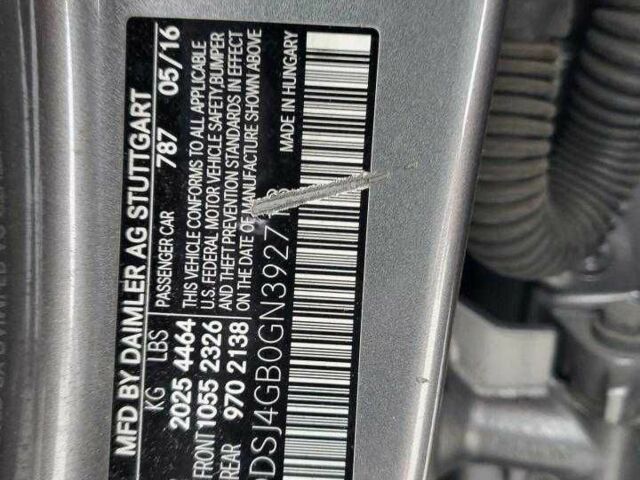 MFD BY DAIMLER AG STUTTGART
PASSENGER CAR 787 05/16
KG LBS
2025 4464
FRONT 1055 2326
REAR 970 2138
THIS VEHICLE CONFORMS TO ALL APPLICABLE
U.S. FEDERAL MOTOR VEHICLE SAFETY, BUMPER
AND THEFT PREVENTION STANDARDS IN EFFECT
ON THE DATE OF MANUFACTURE SHOWN ABOVE
DDSJ4GB0GN3927
MADE IN HUNGARY